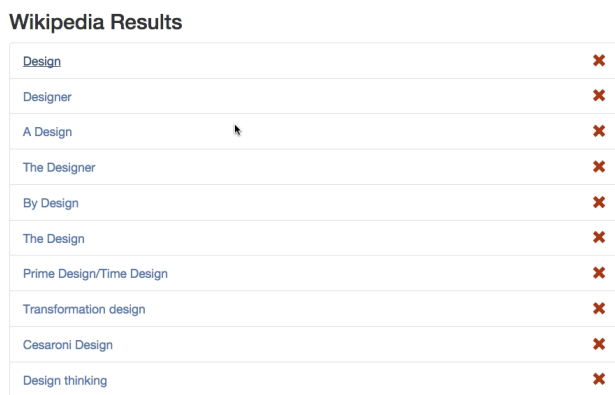 Wikipedia Results
Design
Designer
A Design
The Designer
By Design
The Design
Prime Design/Time Design
Transformation design
Cesaroni Design
Design thinking